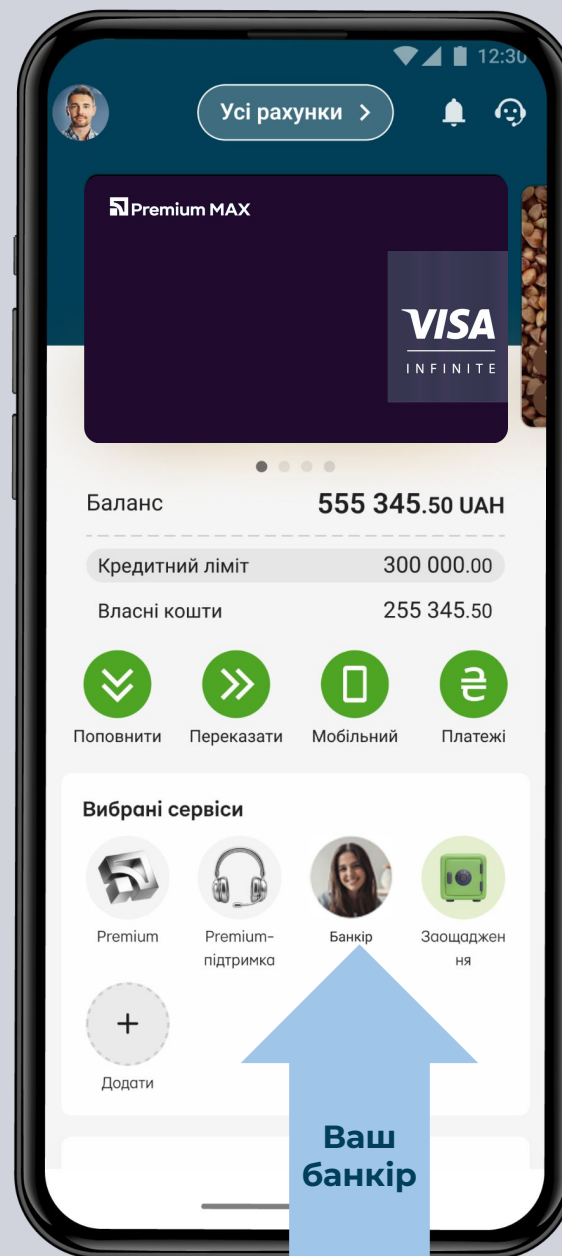 12:30
Усі рахунки >
Premium MAX
VISA
INFINITE
Баланс 555 345.50 UAH
Кредитний ліміт 300 000.00
Власні кошти 255 345.50
Поповнити Переказати Мобільний Платежі
Вибрані сервіси
Premium Premium- Банкір Заощаджен
підтримка ня
Додати
Ваш
банкір